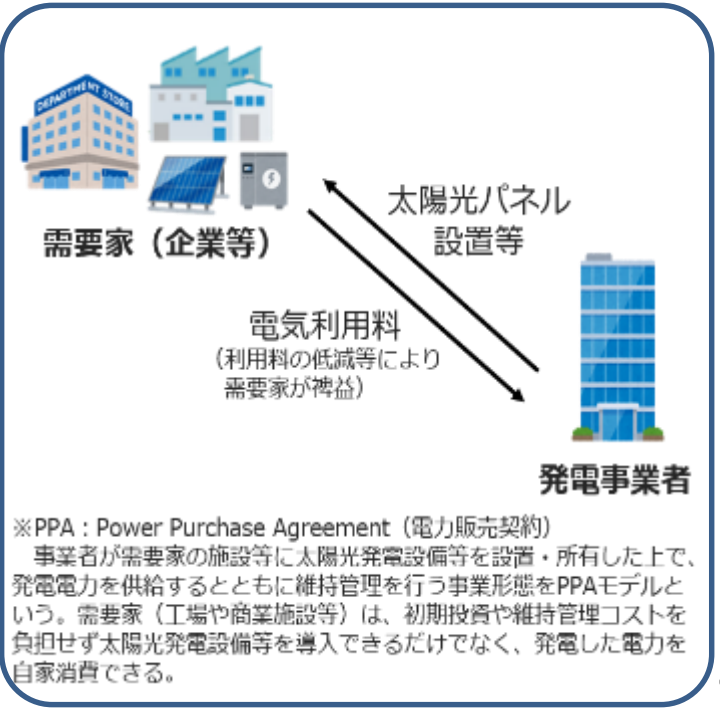 DEPARTMENT STORE
需要家（企業等）
太陽光パネル
設置等
電気利用料
（利用料の低減等により
需要家が裨益）
発電事業者
※PPA：Power Purchase Agreement（電力販売契約）
事業者が需要家の施設等に太陽光発電設備等を設置・所有した上で、
発電電力を供給するとともに維持管理を行う事業形態をPPAモデルと
いう。需要家（工場や商業施設等）は、初期投資や維持管理コストを
負担せず太陽光発電設備等を導入できるだけでなく、発電した電力を
自家消費できる。